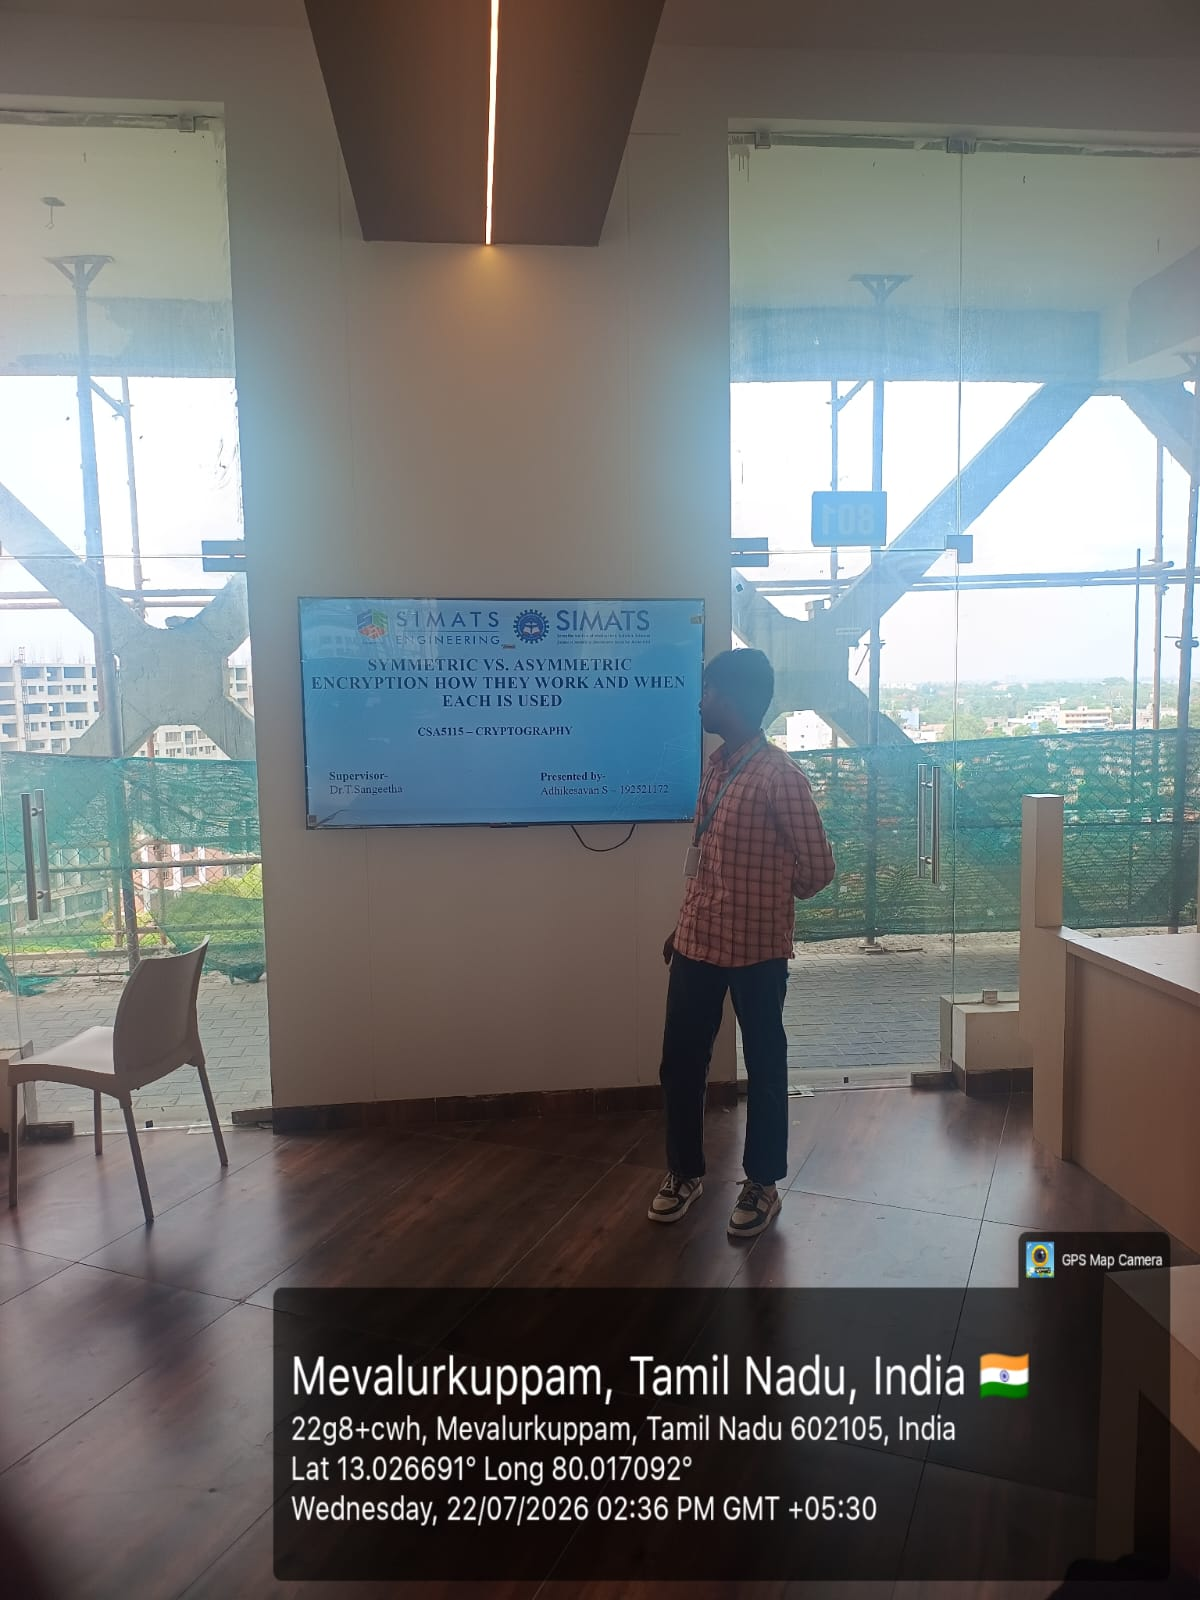 SIMATS
ENGINEERING
SIMATS
SYMMETRIC VS. ASYMMETRIC
ENCRYPTION HOW THEY WORK AND WHEN
EACH IS USED
CSA5115 – CRYPTOGRAPHY
Supervisor-
Dr.T.Sangeetha
Presented by-
Adhikesavan S – 192521172
801
GPS Map Camera
Mevalurkuppam, Tamil Nadu, India
22g8+cwh, Mevalurkuppam, Tamil Nadu 602105, India
Lat 13.026691° Long 80.017092°
Wednesday, 22/07/2026 02:36 PM GMT +05:30